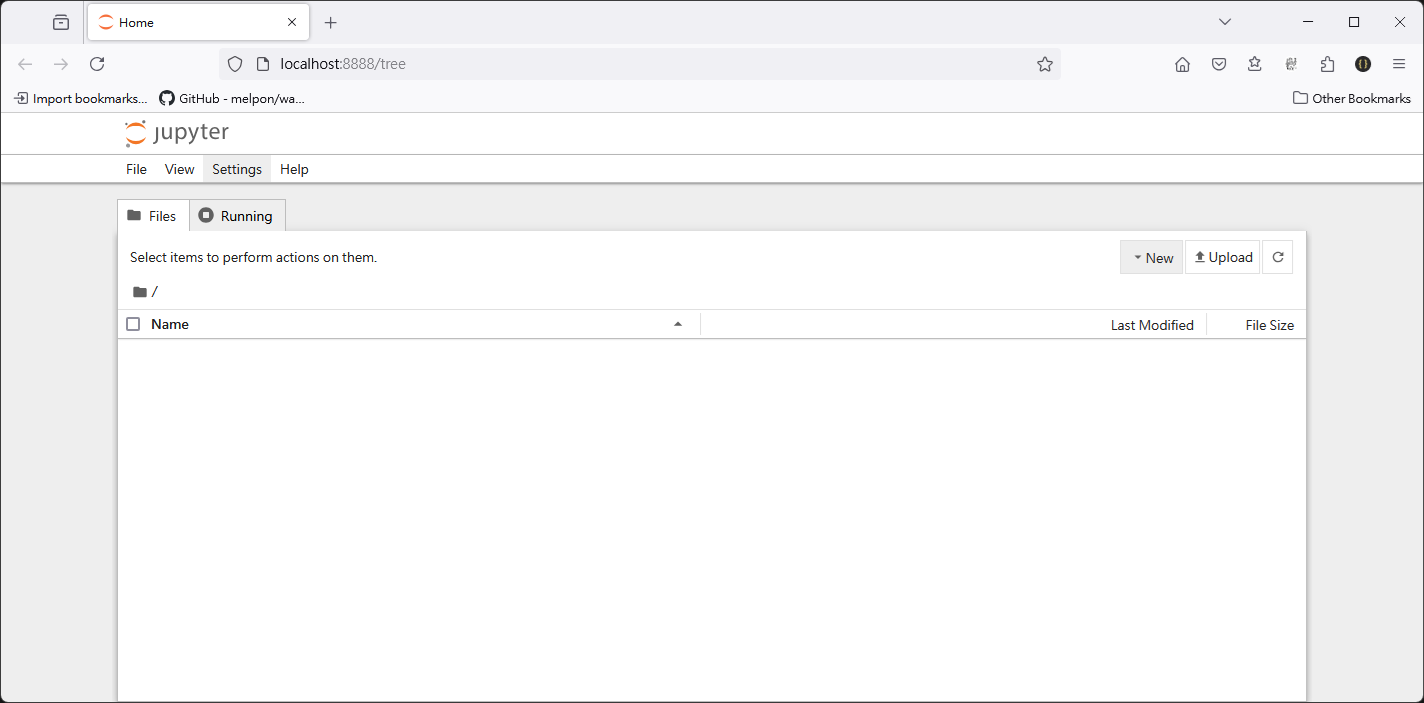 Home
localhost:8888/tree
Import bookmarks...
GitHub - melpon/wa...
Other Bookmarks
jupyter
File View Settings Help
Files Running
Select items to perform actions on them.
New Upload
/
Name Last Modified File Size